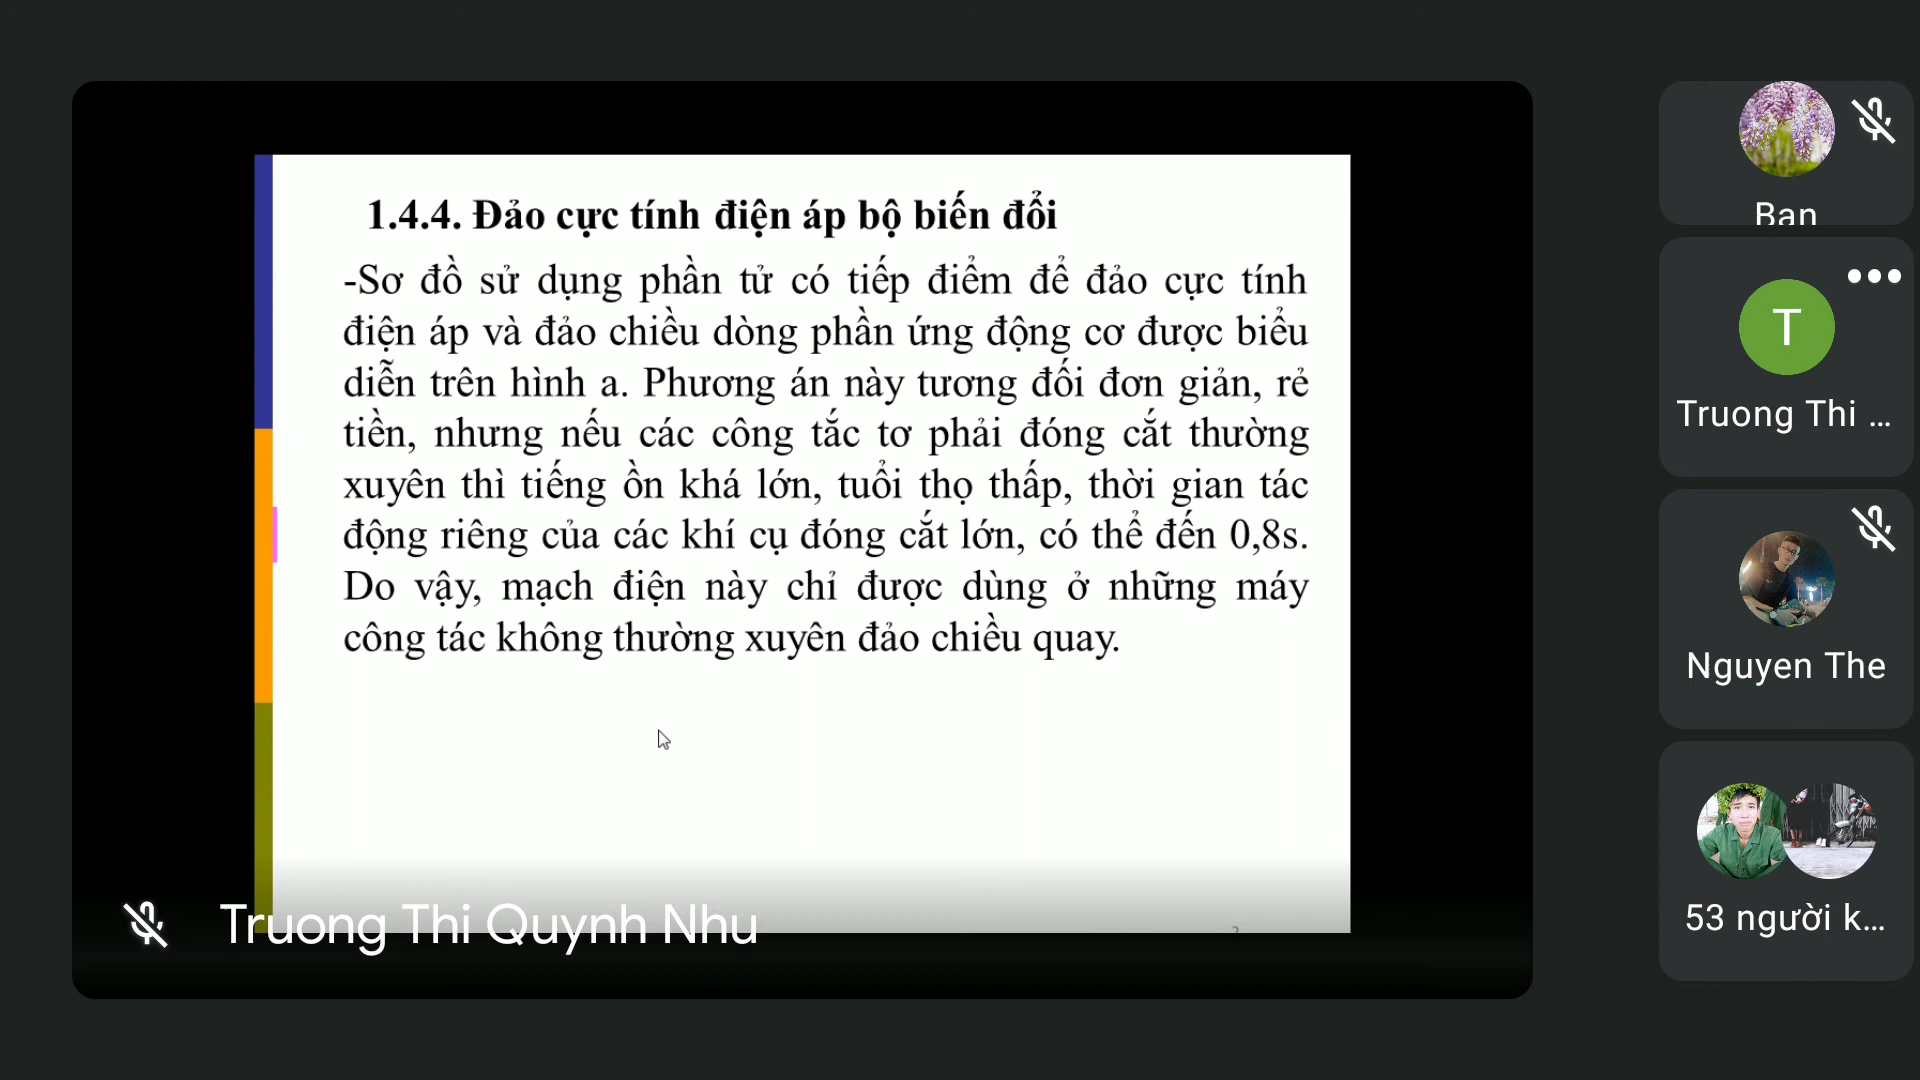 1.4.4. Đảo cực tính điện áp bộ biến đổi
-Sơ đồ sử dụng phần tử có tiếp điểm để đảo cực tính
điện áp và đảo chiều dòng phần ứng động cơ được biểu
diễn trên hình a. Phương án này tương đối đơn giản, rẻ
tiền, nhưng nếu các công tắc tơ phải đóng cắt thường
xuyên thì tiếng ồn khá lớn, tuổi thọ thấp, thời gian tác
động riêng của các khí cụ đóng cắt lớn, có thể đến 0,8s.
Do vậy, mạch điện này chỉ được dùng ở những máy
công tác không thường xuyên đảo chiều quay.
Truong Thi Quynh Nhu
Bạn
T
Truong Thi ...
Nguyen The
53 người k...